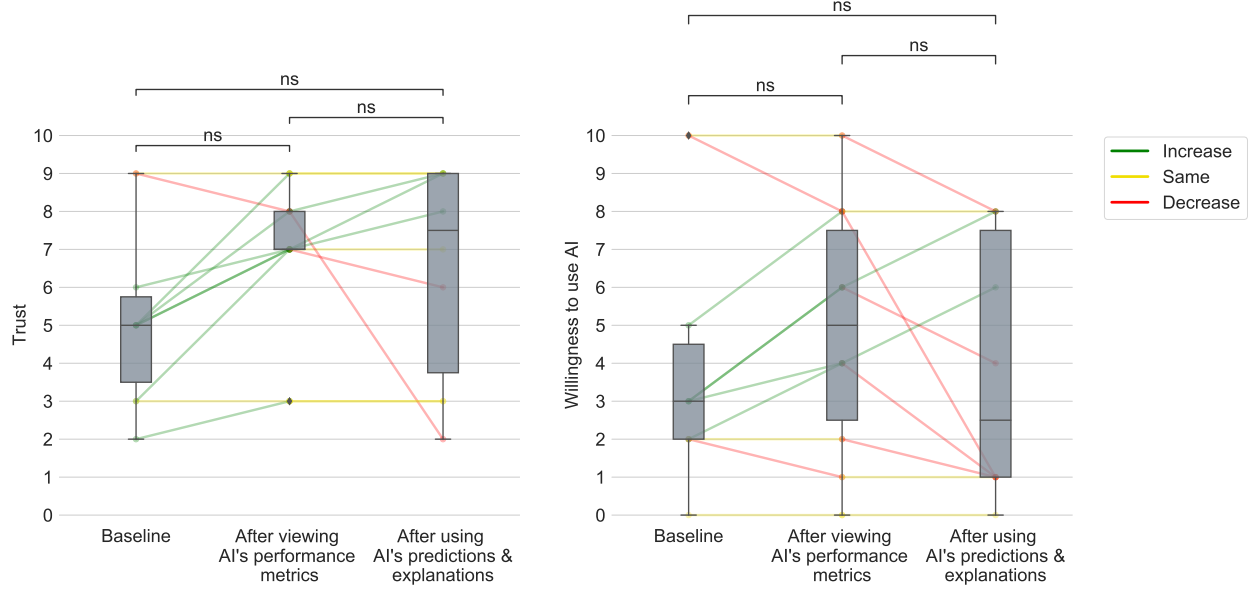 ns
ns
ns
10
9
8
7
6
5
4
3
2
1
0
Trust
Baseline
After viewing
AI's performance
metrics
After using
AI's predictions &
explanations
ns
ns
ns
10
9
8
7
6
5
4
3
2
1
0
Willingness to use AI
Baseline
After viewing
AI's performance
metrics
After using
AI's predictions &
explanations
Increase
Same
Decrease